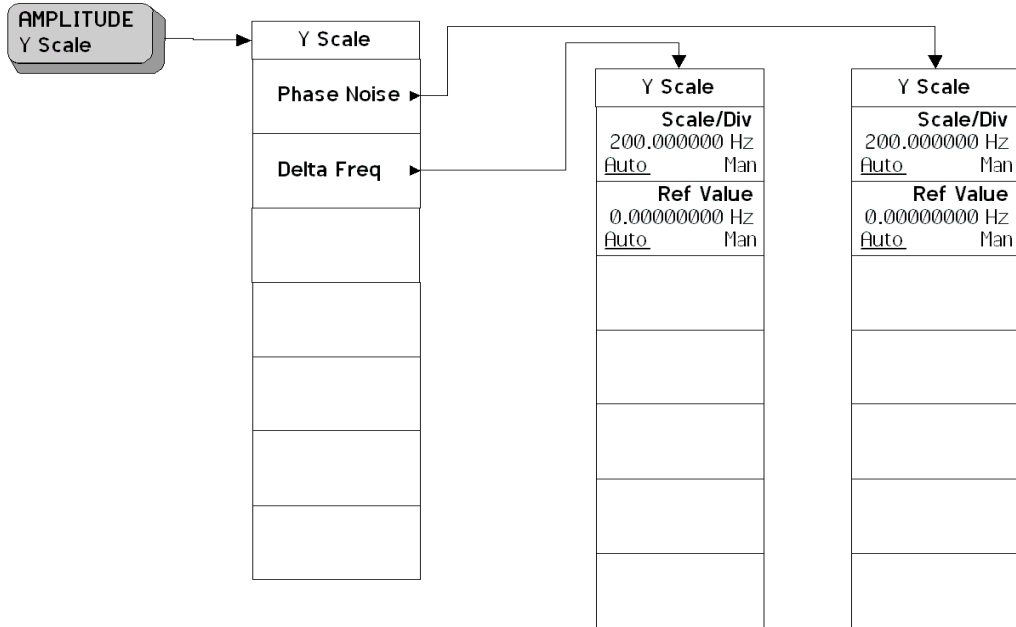 AMPLITUDE
Y Scale
Y Scale
Phase Noise
Delta Freq
Y Scale
Scale/Div
200.000000 Hz
Auto Man
Ref Value
0.00000000 Hz
Auto Man
Y Scale
Scale/Div
200.000000 Hz
Auto Man
Ref Value
0.00000000 Hz
Auto Man